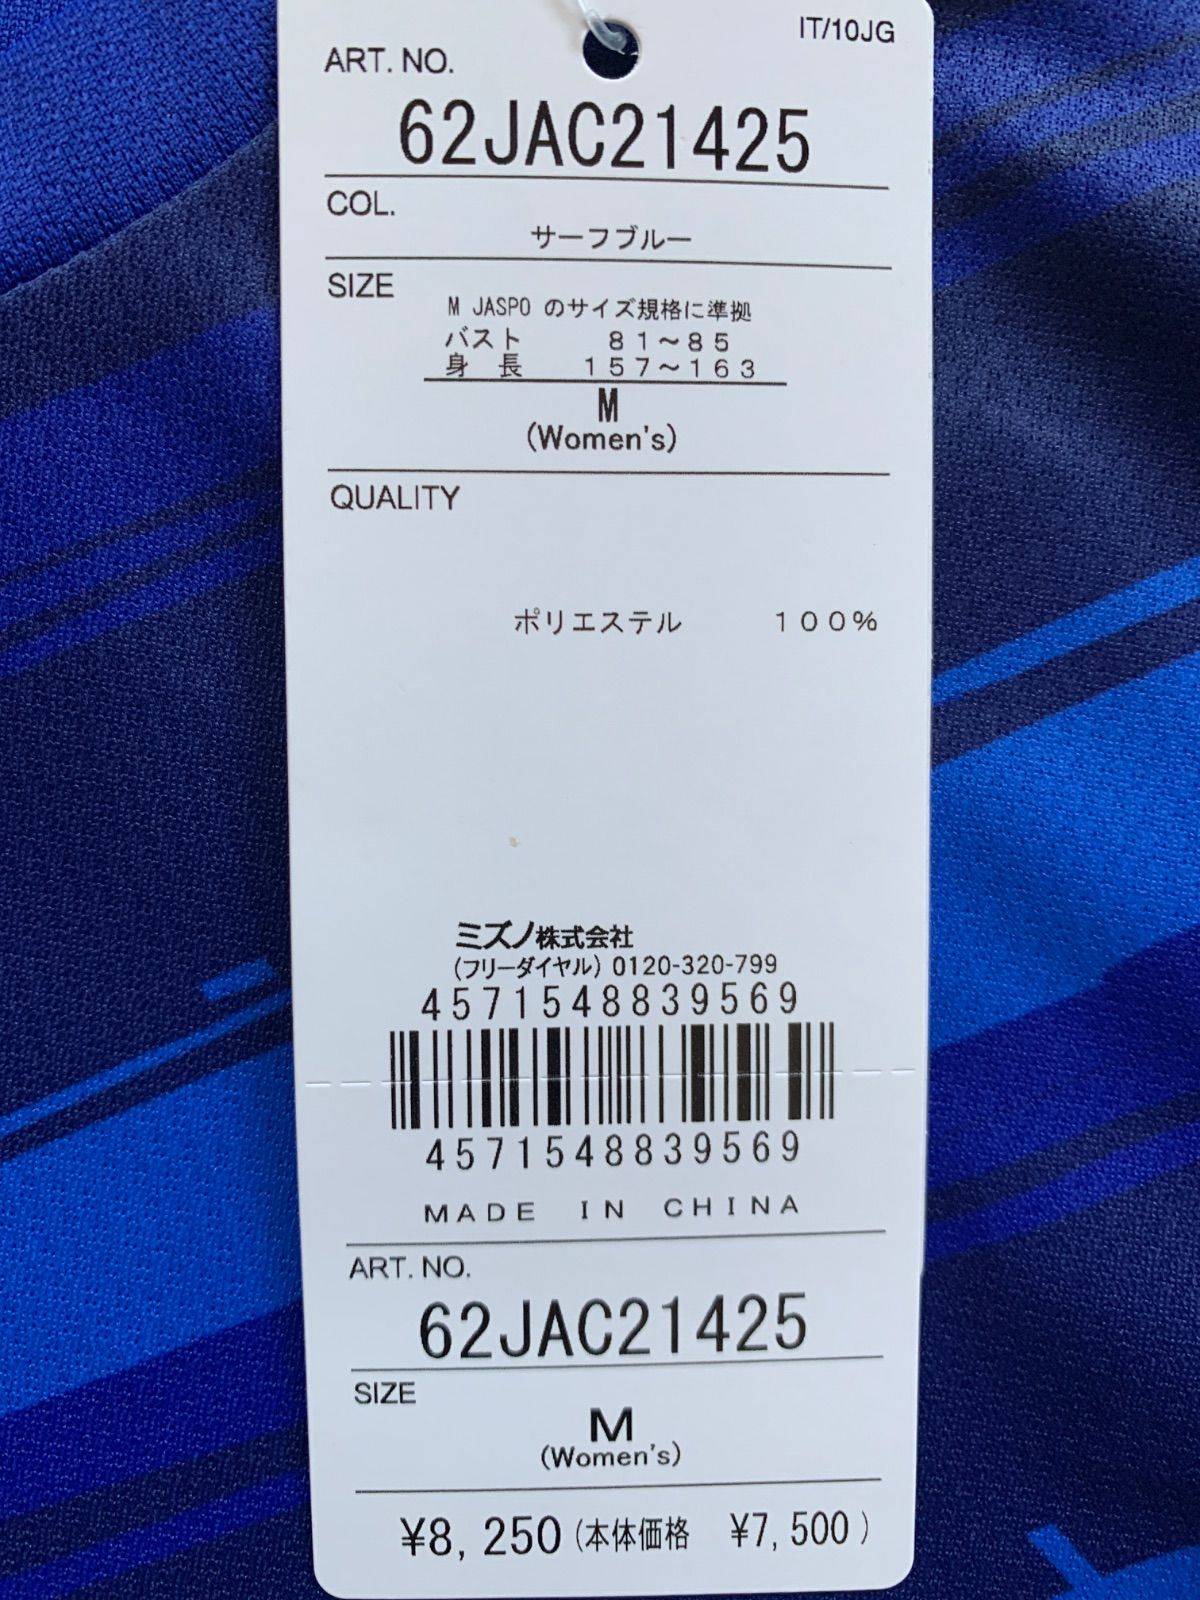 IT/10JG
ART. NO.
62JAC21425
COL.
サーフブルー
SIZE
M JASPO のサイズ規格に準拠
バスト 81～85
身 長 157～163
M
(Women's)
QUALITY
ポリエステル 100%
ミズノ株式会社
(フリーダイヤル) 0120-320-799
4571548839569
4571548839569
MADE IN CHINA
ART. NO.
62JAC21425
SIZE
M
(Women's)
¥8,250 (本体価格 ¥7,500)